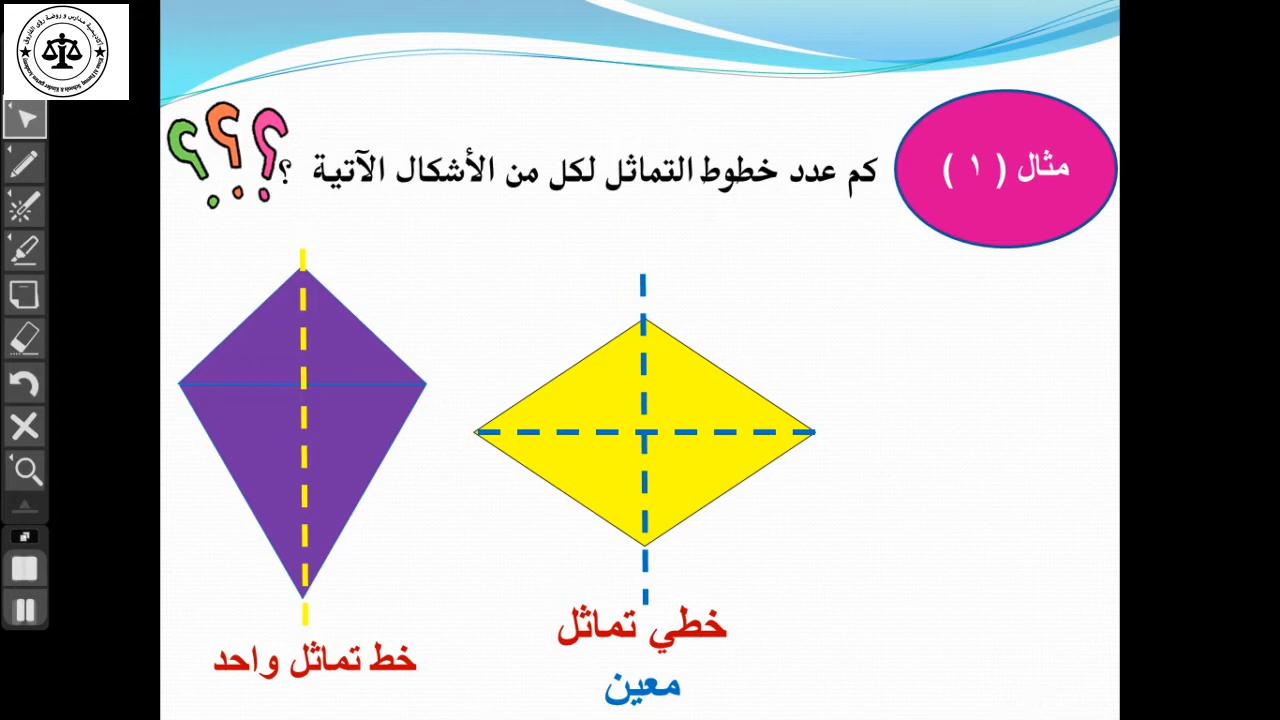 مثال ( ١ )
كم عدد خطوط التماثل لكل من الأشكال الآتية ؟
؟؟؟
خطي تماثل
معين
خط تماثل واحد